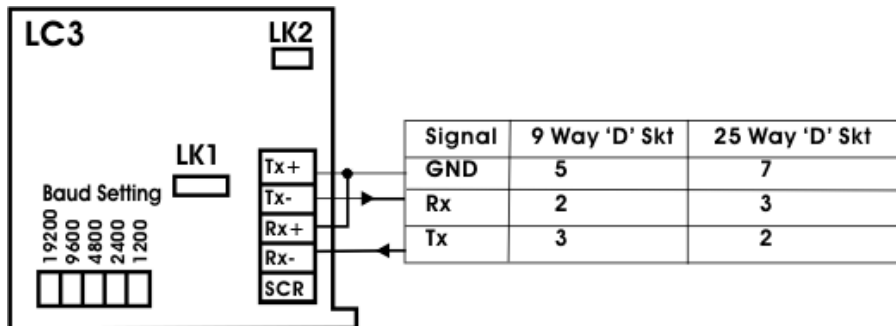 LC3
LK2
LK1
Baud Setting
19200
9600
4800
2400
1200
Tx+
Tx-
Rx+
Rx-
SCR
Signal 9 Way ‘D’ Skt 25 Way ‘D’ Skt
GND 5 7
Rx 2 3
Tx 3 2